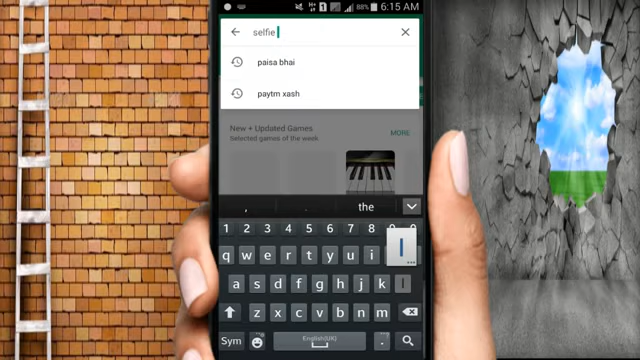 1 88% 6:15 AM
selfie
paisa bhai
paytm xash
New + Updated Games
Selected games of the week
MORE
, . the
1 2 3 4 5 6 7 8 9 0
q w e r t y u i
l
a s d f g h j k l
z x c v b n m
Sym English(UK) .